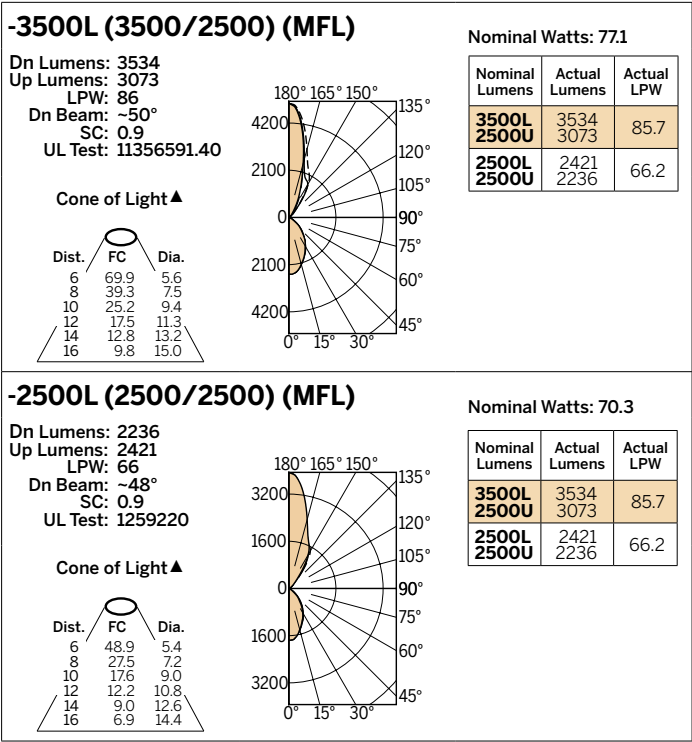 -3500L (3500/2500) (MFL)
Nominal Watts: 77.1
Dn Lumens: 3534
Up Lumens: 3073
LPW: 86
Dn Beam: ~50°
SC: 0.9
UL Test: 11356591.40
Cone of Light▲
Dist. FC Dia.
6 69.9 5.6
8 39.3 7.5
10 25.2 9.4
12 17.5 11.3
14 12.8 13.2
16 9.8 15.0
180° 165° 150°
135°
4200
120°
2100
105°
0 90°
75°
2100
60°
4200
45°
0° 15° 30°
Nominal Lumens Actual Lumens Actual LPW
3500L 3534
2500U 3073 85.7
2500L 2421
2500U 2236 66.2
-2500L (2500/2500) (MFL)
Nominal Watts: 70.3
Dn Lumens: 2236
Up Lumens: 2421
LPW: 66
Dn Beam: ~48°
SC: 0.9
UL Test: 1259220
Cone of Light▲
Dist. FC Dia.
6 48.9 5.4
8 27.5 7.2
10 17.6 9.0
12 12.2 10.8
14 9.0 12.6
16 6.9 14.4
180° 165° 150°
135°
3200
120°
1600
105°
0 90°
75°
1600
60°
3200
45°
0° 15° 30°
Nominal Lumens Actual Lumens Actual LPW
3500L 3534
2500U 3073 85.7
2500L 2421
2500U 2236 66.2